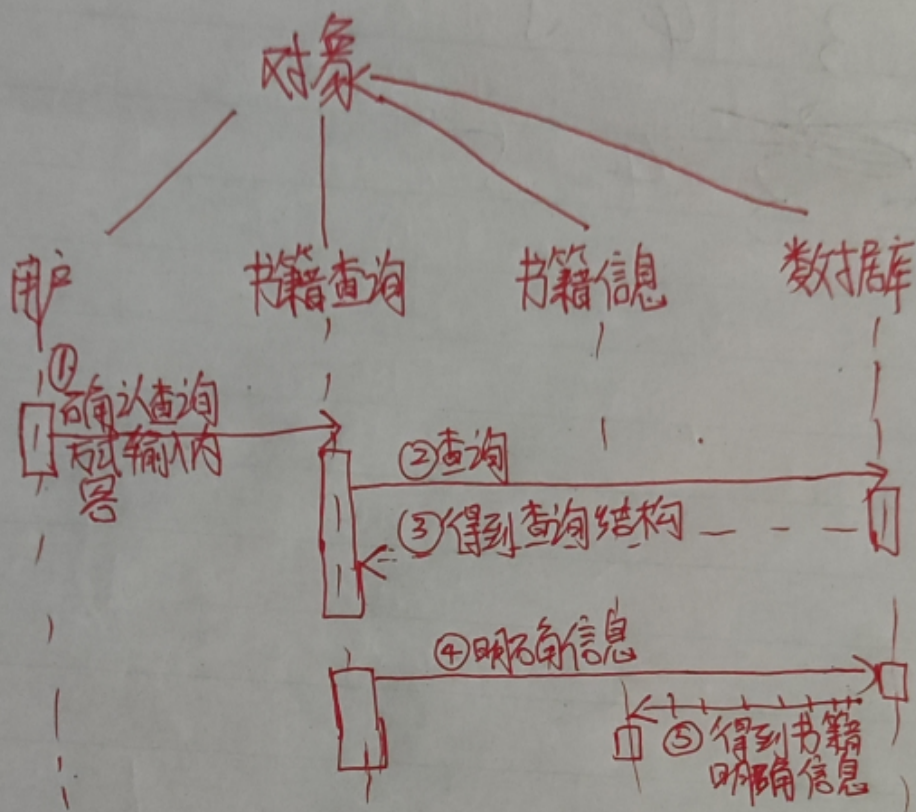 对象
用户
书籍查询
书籍信息
数据库
①
确认查询
方式输入内
容
②查询
③得到查询结构
④明确信息
⑤得到书籍
明确信息